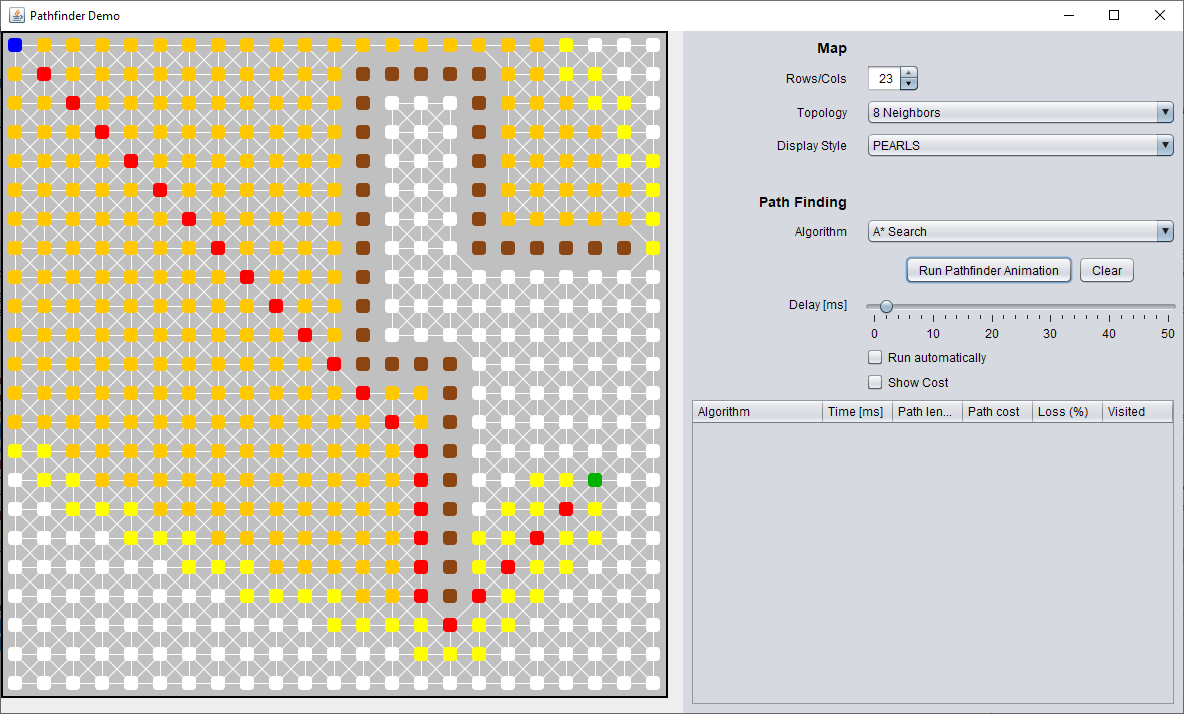 Pathfinder Demo
Map
Rows/Cols 23
Topology 8 Neighbors
Display Style PEARLS
Path Finding
Algorithm A* Search
Run Pathfinder Animation Clear
Delay [ms]
0 10 20 30 40 50
Run automatically
Show Cost
Algorithm Time [ms] Path len... Path cost Loss (%) Visited